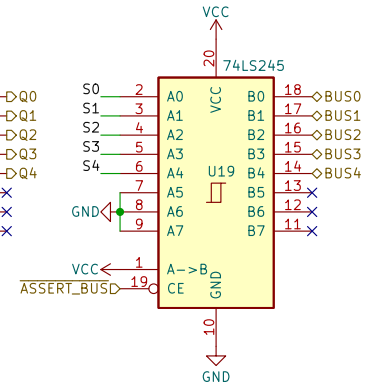 VCC
20
74LS245
Q0 S0 2 A0 VCC B0 18 BUS0
Q1 S1 3 A1 B1 17 BUS1
Q2 S2 4 A2 B2 16 BUS2
Q3 S3 5 A3 B3 15 BUS3
Q4 S4 6 A4 B4 14 BUS4
U19
7 A5 B5 13
GND 8 A6 B6 12
9 A7 B7 11
VCC 1 A->B
ASSERT_BUS 19 CE GND
10
GND